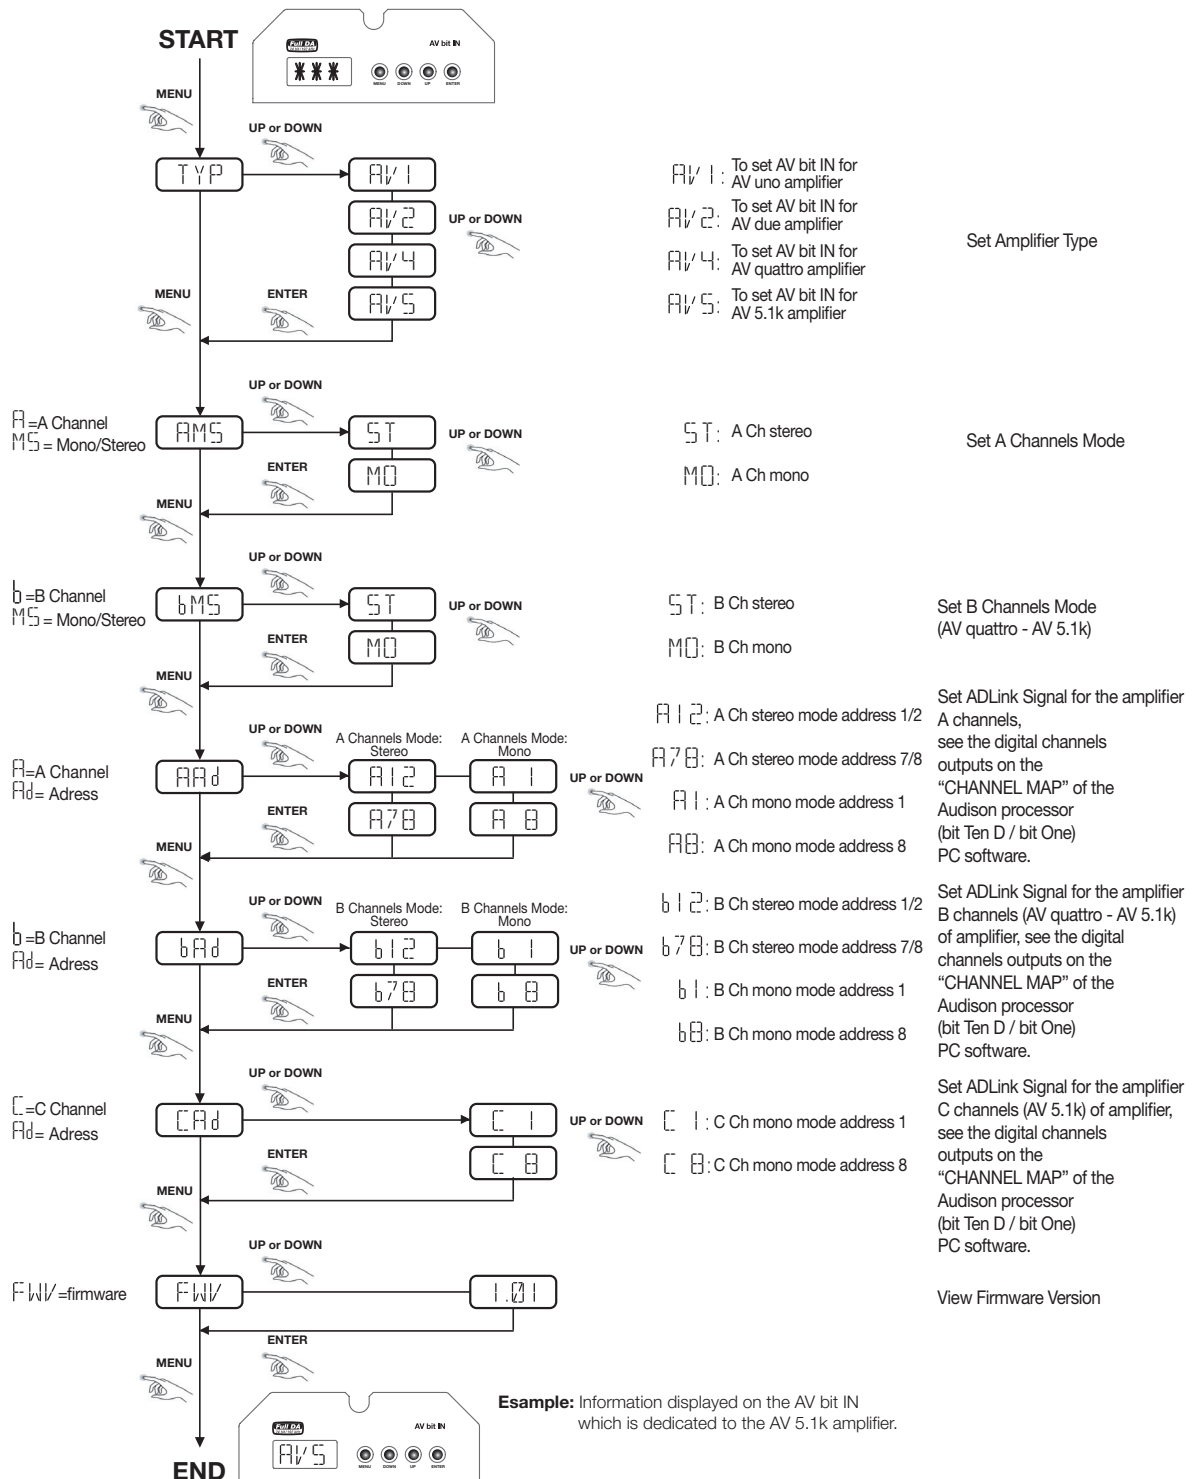 START
Full DA
AV bit IN
***
MENU DOWN UP ENTER
MENU
UP or DOWN
TYP
AV1
AV2
AV4
AV5
UP or DOWN
MENU
ENTER
AV1: To set AV bit IN for
AV uno amplifier
AV2: To set AV bit IN for
AV due amplifier
AV4: To set AV bit IN for
AV quattro amplifier
AV5: To set AV bit IN for
AV 5.1k amplifier
Set Amplifier Type
UP or DOWN
A=A Channel
MS = Mono/Stereo
AMS
ST
MO
UP or DOWN
ENTER
MENU
ST: A Ch stereo
MO: A Ch mono
Set A Channels Mode
UP or DOWN
b=B Channel
MS = Mono/Stereo
bMS
ST
MO
UP or DOWN
ENTER
MENU
ST: B Ch stereo
MO: B Ch mono
Set B Channels Mode
(AV quattro - AV 5.1k)
UP or DOWN
A Channels Mode:
Stereo
A Channels Mode:
Mono
A=A Channel
Ad= Adress
AAd
A12
A 1
A78
A 8
UP or DOWN
ENTER
MENU
A12: A Ch stereo mode address 1/2
A78: A Ch stereo mode address 7/8
A1: A Ch mono mode address 1
A8: A Ch mono mode address 8
Set ADLink Signal for the amplifier
A channels,
see the digital channels
outputs on the
“CHANNEL MAP” of the
Audison processor
(bit Ten D / bit One)
PC software.
UP or DOWN
B Channels Mode:
Stereo
B Channels Mode:
Mono
b=B Channel
Ad= Adress
bAd
b12
b 1
b78
b 8
UP or DOWN
ENTER
MENU
b12: B Ch stereo mode address 1/2
b78: B Ch stereo mode address 7/8
b1: B Ch mono mode address 1
b8: B Ch mono mode address 8
Set ADLink Signal for the amplifier
B channels (AV quattro - AV 5.1k)
of amplifier, see the digital
channels outputs on the
“CHANNEL MAP” of the
Audison processor
(bit Ten D / bit One)
PC software.
UP or DOWN
C=C Channel
Ad= Adress
CAd
C 1
C 8
UP or DOWN
ENTER
MENU
C 1: C Ch mono mode address 1
C 8: C Ch mono mode address 8
Set ADLink Signal for the amplifier
C channels (AV 5.1k) of amplifier,
see the digital channels
outputs on the
“CHANNEL MAP” of the
Audison processor
(bit Ten D / bit One)
PC software.
UP or DOWN
FWV=firmware
FWV
1.01
View Firmware Version
ENTER
MENU
Esample: Information displayed on the AV bit IN
which is dedicated to the AV 5.1k amplifier.
Full DA
AV bit IN
AV5
MENU DOWN UP ENTER
END